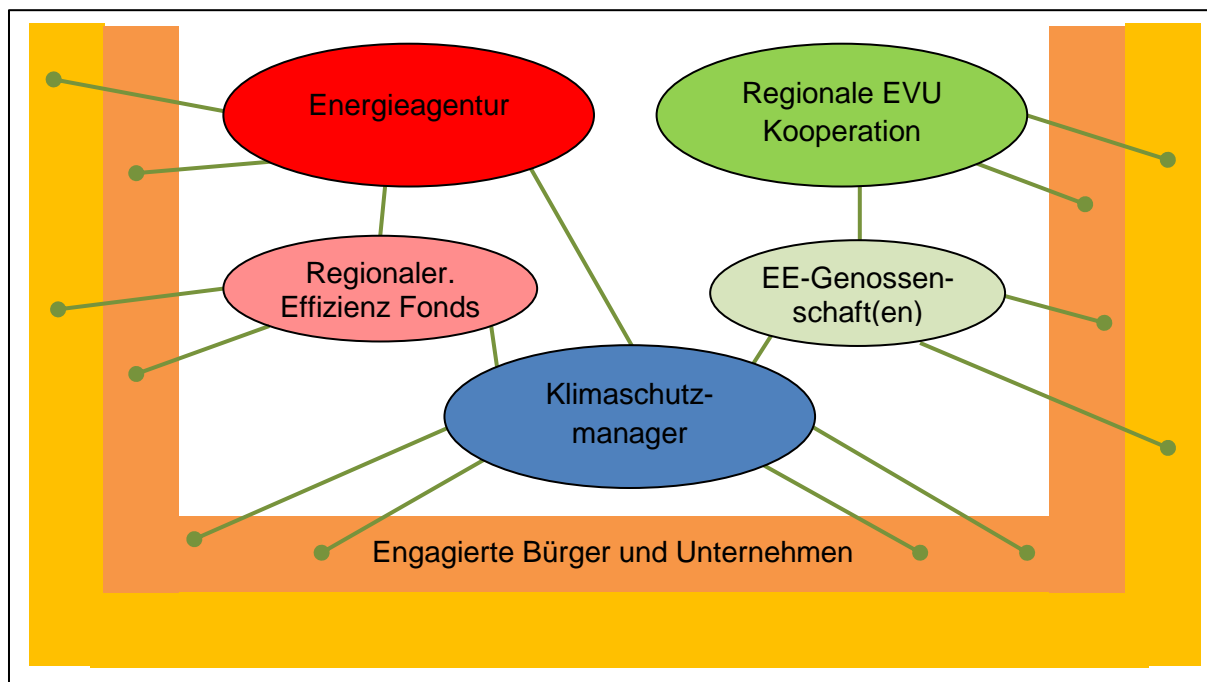 Energieagentur
Regionale EVU
Kooperation
Regionaler.
Effizienz Fonds
EE-Genossen-
schaft(en)
Klimaschutz-
manager
Engagierte Bürger und Unternehmen